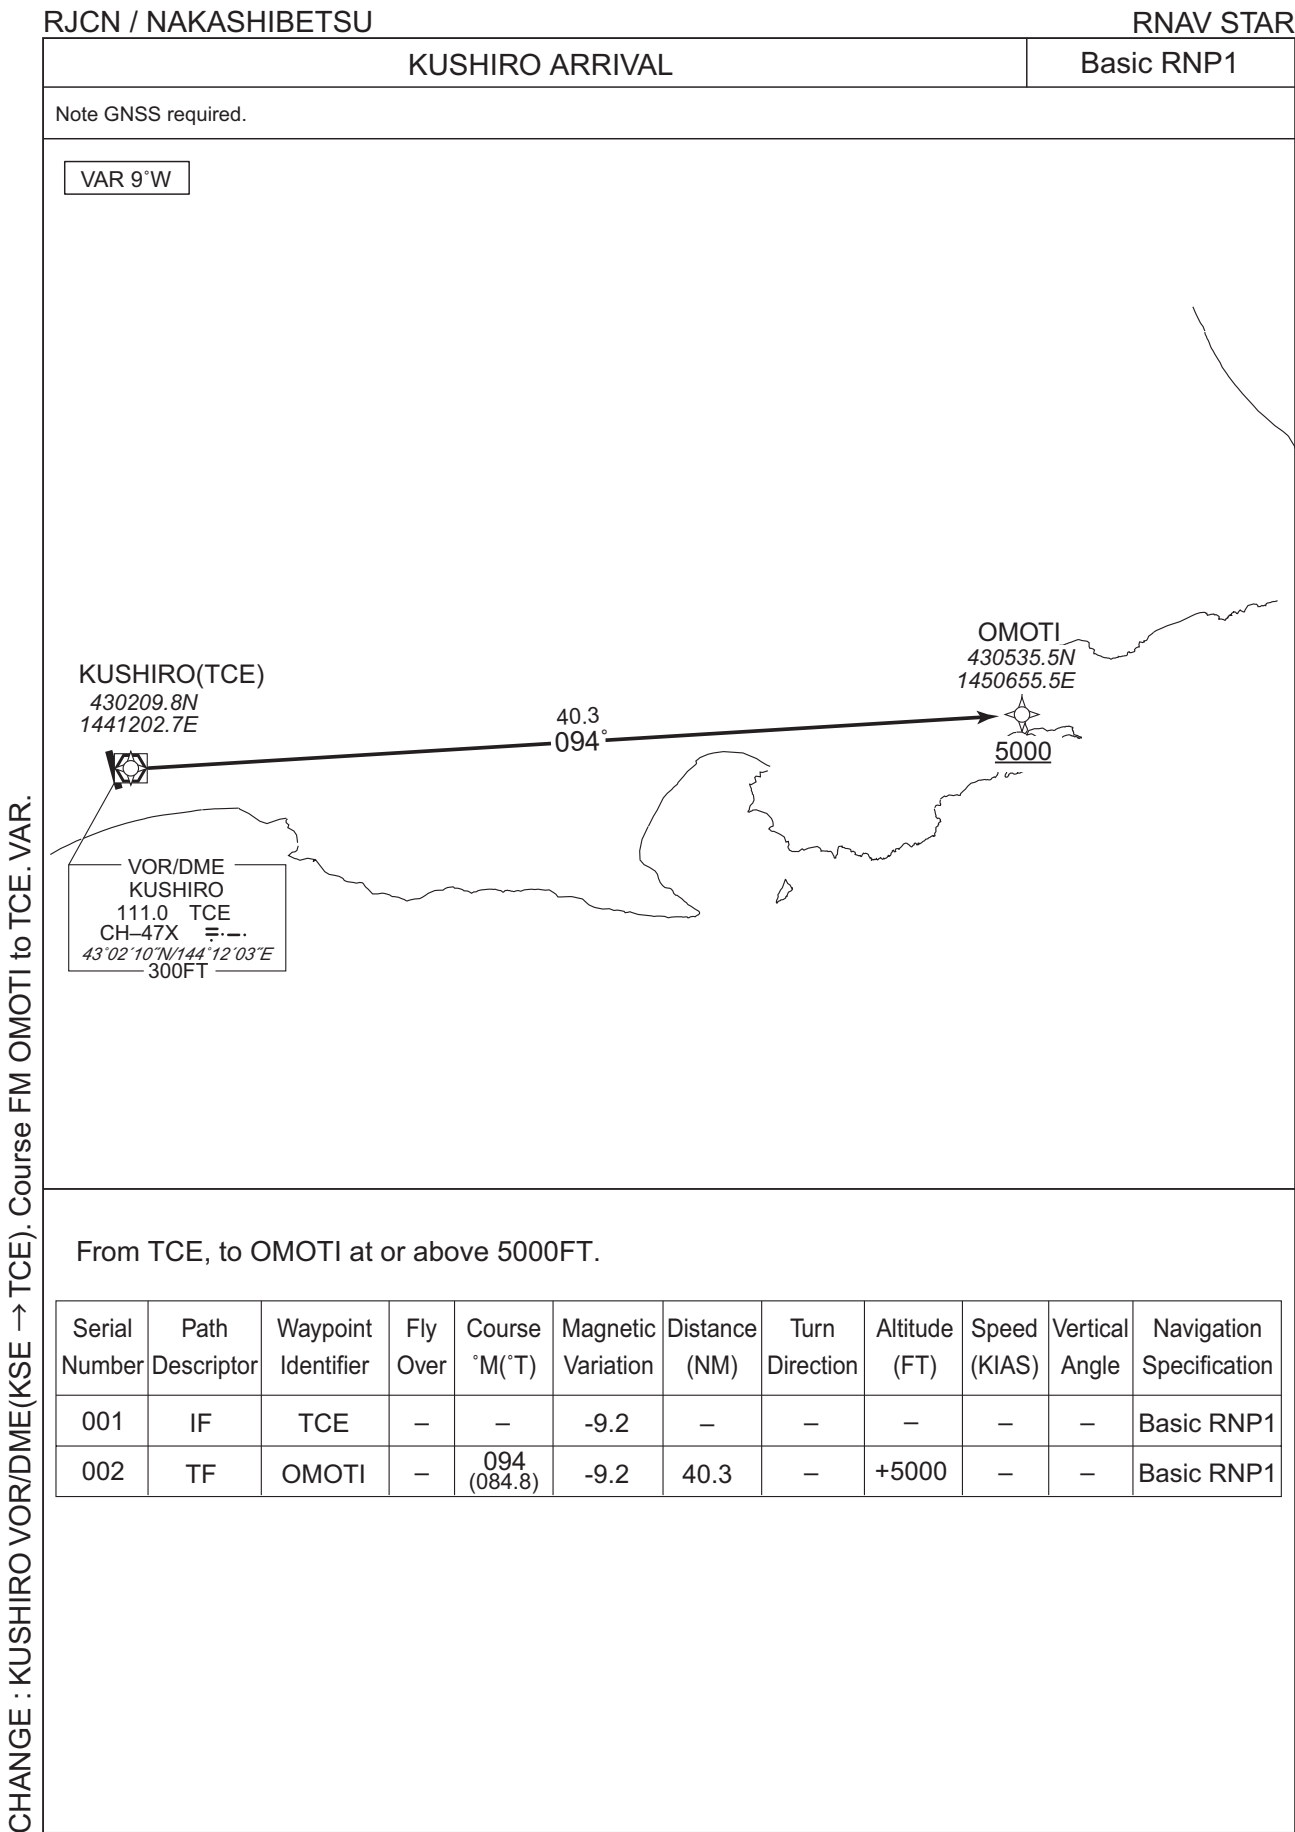 RJCN / NAKASHIBETSU
RNAV STAR
KUSHIRO ARRIVAL
Basic RNP1
Note GNSS required.
VAR 9˚W
OMOTI
430535.5N
1450655.5E
5000
KUSHIRO(TCE)
430209.8N
1441202.7E
40.3
094˚
VOR/DME
KUSHIRO
111.0 TCE
CH–47X
43˚02´10˝N/144˚12´03˝E
300FT
From TCE, to OMOTI at or above 5000FT.
Serial Number Path Descriptor Waypoint Identifier Fly Over Course ˚M(˚T) Magnetic Variation Distance (NM) Turn Direction Altitude (FT) Speed (KIAS) Vertical Angle Navigation Specification
001 IF TCE – – -9.2 – – – – – Basic RNP1
002 TF OMOTI – 094 (084.8) -9.2 40.3 – +5000 – – Basic RNP1
CHANGE : KUSHIRO VOR/DME(KSE → TCE). Course FM OMOTI to TCE. VAR.